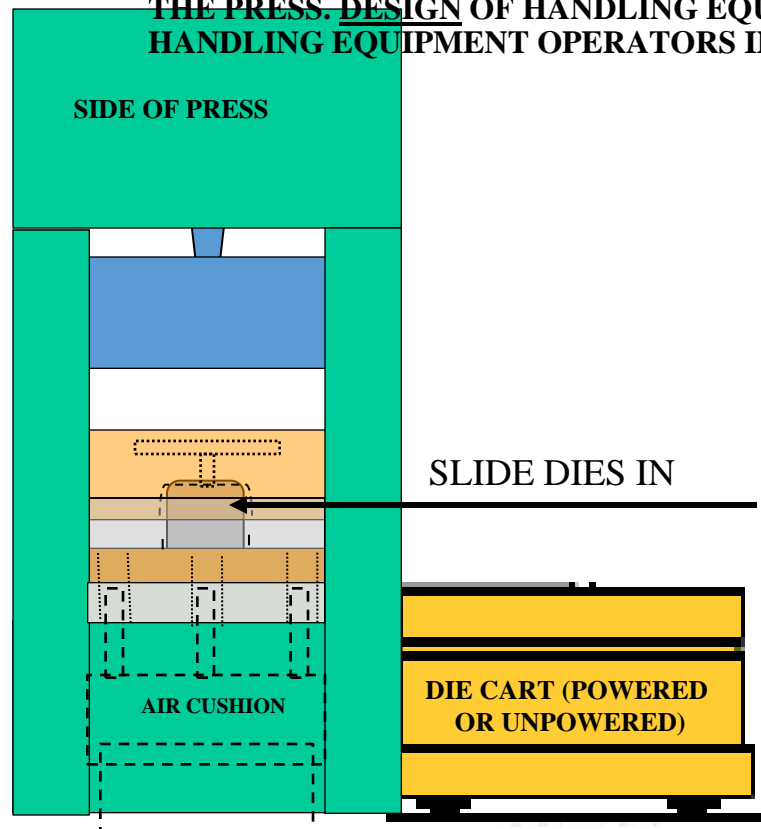 THE PRESS. DESIGN OF HANDLING EQU
HANDLING EQUIPMENT OPERATORS I
SIDE OF PRESS
SLIDE DIES IN
AIR CUSHION
DIE CART (POWERED
OR UNPOWERED)